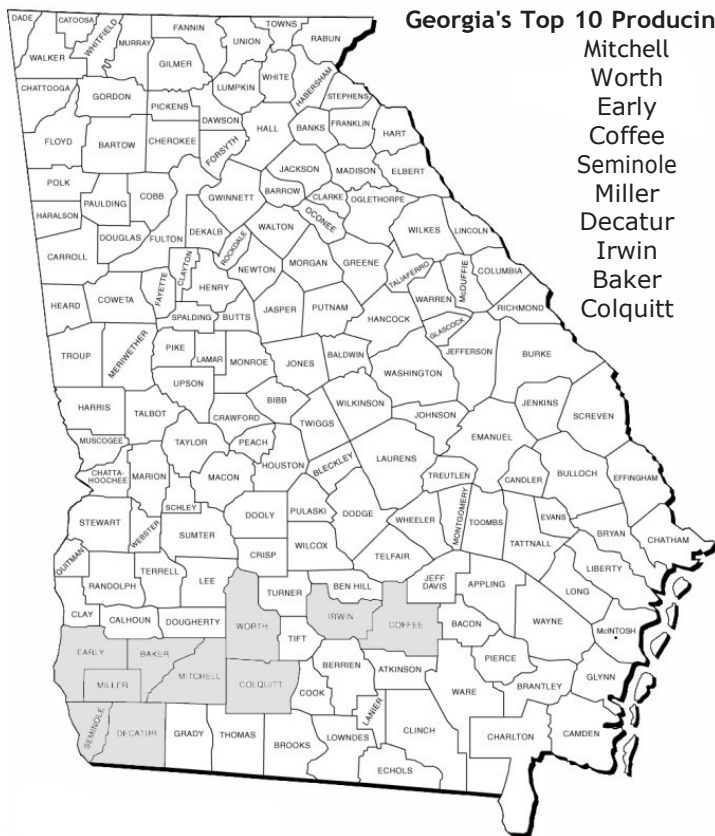 Georgia's Top 10 Producin
Mitchell
Worth
Early
Coffee
Seminole
Miller
Decatur
Irwin
Baker
Colquitt
DADE
CATOOSA
WHITFIELD
MURRAY
FANNIN
TOWNS
UNION
RABUN
WALKER
GILMER
WHITE
HABERSHAM
LUMPKIN
STEPHENS
CHATTOOGA
GORDON
PICKENS
DAWSON
HALL
BANKS
FRANKLIN
HART
FLOYD
BARTOW
CHEROKEE
FORSYTH
JACKSON
MADISON
ELBERT
POLK
PAULDING
COBB
GWINNETT
BARROW
CLARKE
OGLETHORPE
OCONEE
HARALSON
DOUGLAS
FULTON
DEKALB
ROCKDALE
WALTON
WILKES
LINCOLN
CARROLL
CLAYTON
FAYETTE
HENRY
NEWTON
MORGAN
GREENE
TALIAFERRO
McDUFFIE
COLUMBIA
HEARD
COWETA
SPALDING
BUTTS
JASPER
PUTNAM
HANCOCK
WARREN
GLASCOCK
RICHMOND
TROUP
MERIWETHER
PIKE
LAMAR
MONROE
JONES
BALDWIN
WASHINGTON
JEFFERSON
BURKE
UPSON
HARRIS
TALBOT
CRAWFORD
BIBB
TWIGGS
WILKINSON
JOHNSON
JENKINS
SCREVEN
MUSCOGEE
TAYLOR
PEACH
EMANUEL
CHATTA-
HOOCHEE
MARION
MACON
HOUSTON
BLECKLEY
LAURENS
TREUTLEN
CANDLER
BULLOCH
EFFINGHAM
SCHLEY
STEWART
WEBSTER
SUMTER
DOOLY
PULASKI
DODGE
WHEELER
MONTGOMERY
TOOMBS
EVANS
TATTNALL
BRYAN
CHATHAM
QUITMAN
CRISP
WILCOX
TELFAIR
LIBERTY
RANDOLPH
TERRELL
LEE
TURNER
BEN HILL
JEFF
DAVIS
APPLING
LONG
CLAY
CALHOUN
DOUGHERTY
WORTH
TIFT
IRWIN
COFFEE
BACON
WAYNE
McINTOSH
EARLY
BAKER
MITCHELL
MILLER
COLQUITT
BERRIEN
COOK
ATKINSON
PIERCE
WARE
BRANTLEY
GLYNN
LANIER
SEMINOLE
DECATUR
GRADY
THOMAS
BROOKS
LOWNDES
CLINCH
ECHOLS
CHARLTON
CAMDEN